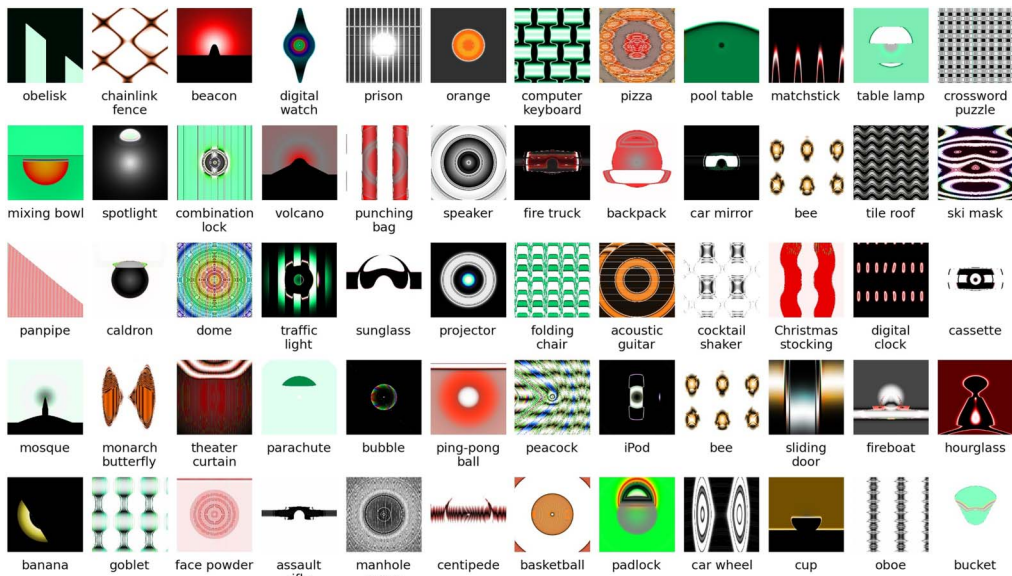 obelisk
chainlink
fence
beacon
digital
watch
prison
orange
computer
keyboard
pizza
pool table
matchstick
table lamp
crossword
puzzle
mixing bowl
spotlight
combination
lock
volcano
punching
bag
speaker
fire truck
backpack
car mirror
bee
tile roof
ski mask
panpipe
caldron
dome
traffic
light
sunglass
projector
folding
chair
acoustic
guitar
cocktail
shaker
Christmas
stocking
digital
clock
cassette
mosque
monarch
butterfly
theater
curtain
parachute
bubble
ping-pong
ball
peacock
iPod
bee
sliding
door
fireboat
hourglass
banana
goblet
face powder
assault
manhole
centipede
basketball
padlock
car wheel
cup
oboe
bucket